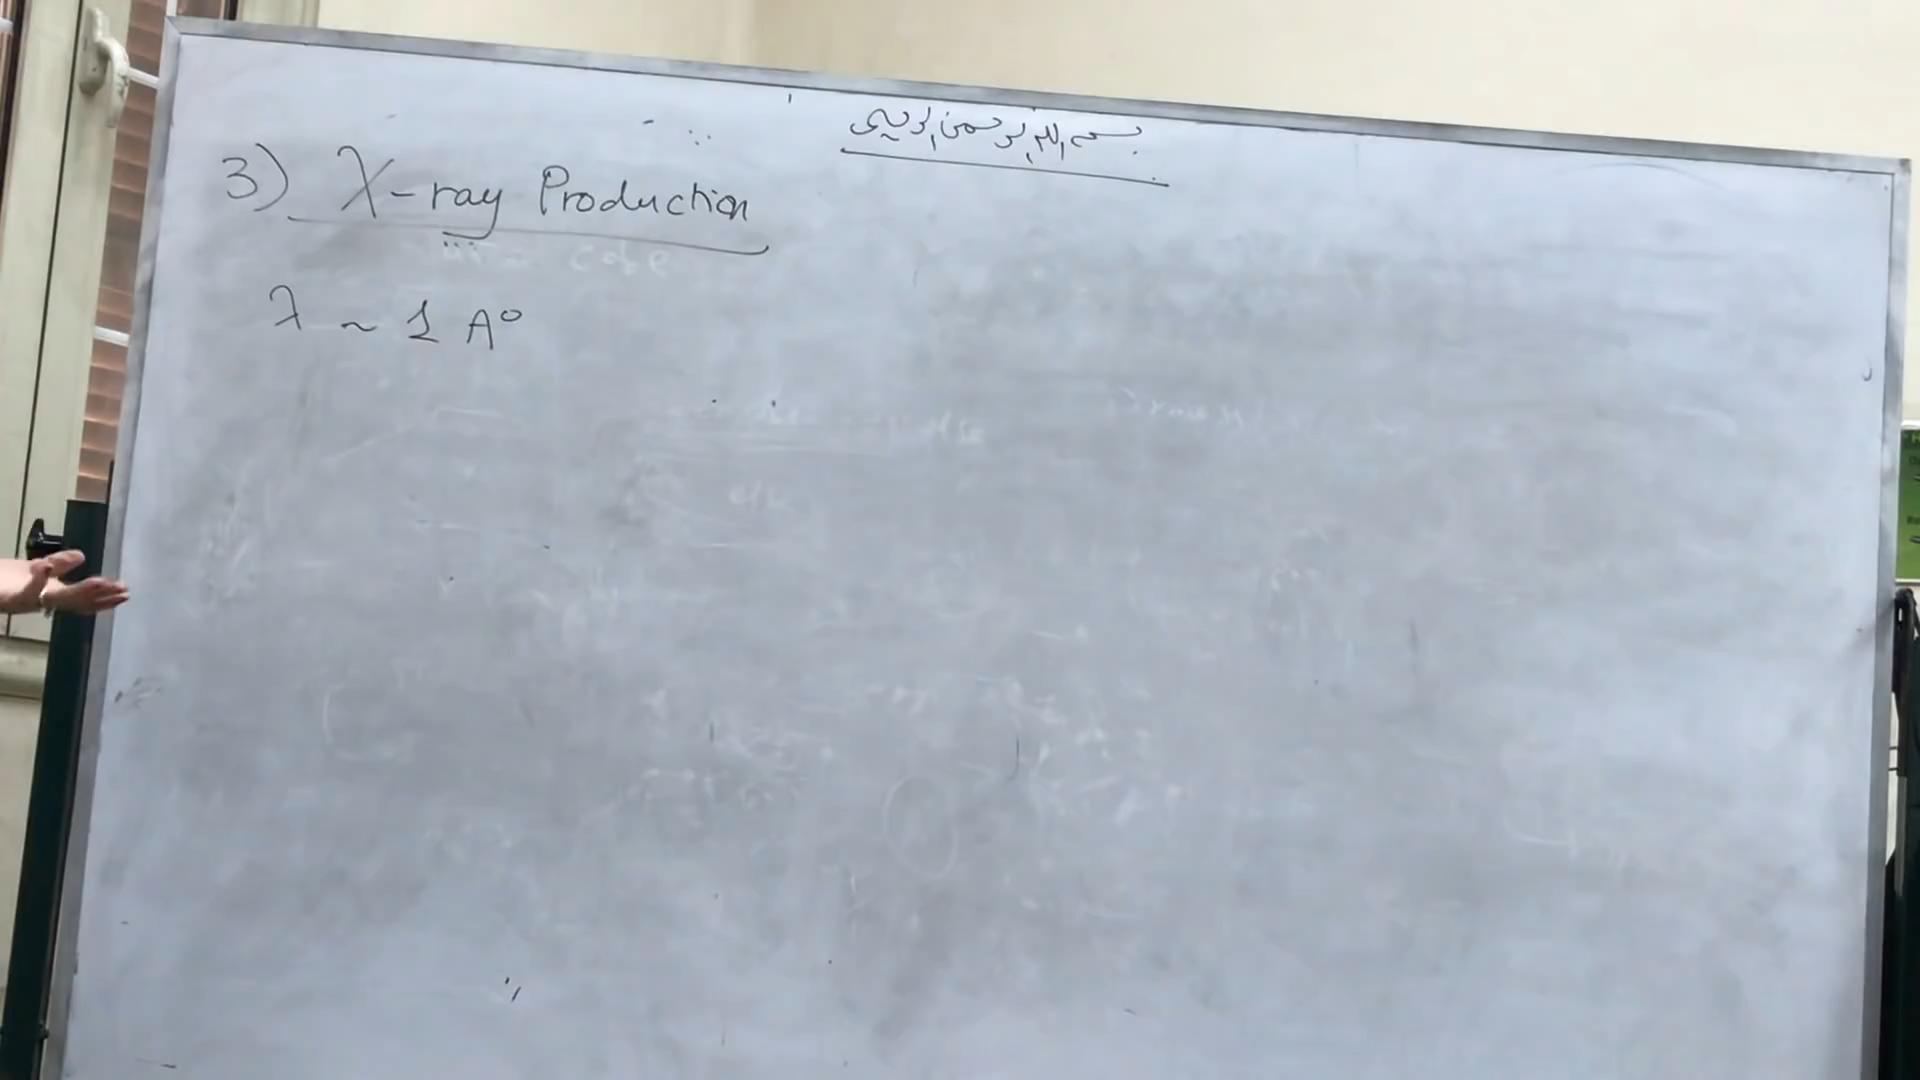 بسم الله الرحمن الرحيم
3) X-ray Production
λ ~ 1 A°